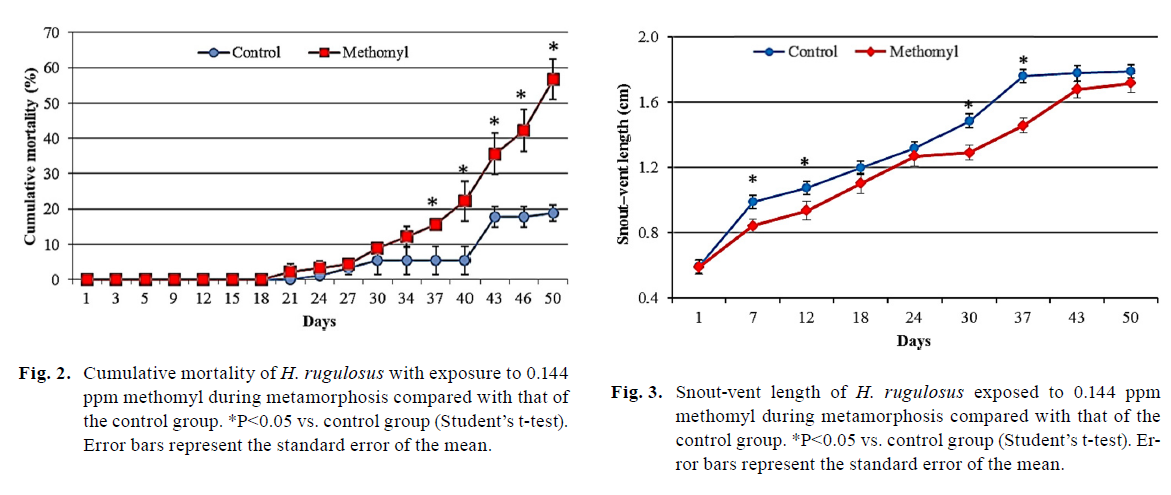 70
60
50
40
30
20
10
0
Cumulative mortality (%)
Control Methomyl
*
*
*
*
*
1 3 5 9 12 15 18 21 24 27 30 34 37 40 43 46 50
Days
Fig. 2. Cumulative mortality of H. rugulosus with exposure to 0.144
ppm methomyl during metamorphosis compared with that of
the control group. *P<0.05 vs. control group (Student’s t-test).
Error bars represent the standard error of the mean.
2.0
1.6
1.2
0.8
0.4
Snout–vent length (cm)
Control Methomyl
*
*
*
*
1 7 12 18 24 30 37 43 50
Days
Fig. 3. Snout-vent length of H. rugulosus exposed to 0.144 ppm
methomyl during metamorphosis compared with that of the
control group. *P<0.05 vs. control group (Student’s t-test). Er-
ror bars represent the standard error of the mean.